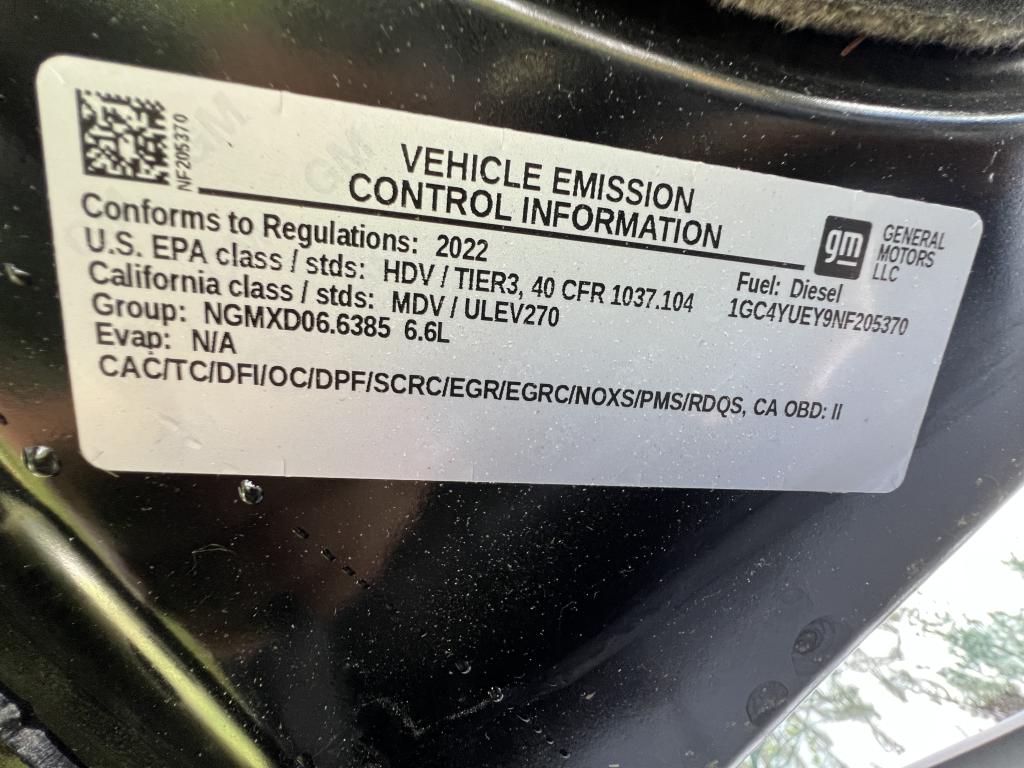 NF205370
VEHICLE EMISSION
CONTROL INFORMATION
gm
GENERAL
MOTORS
LLC
Conforms to Regulations: 2022
U.S. EPA class / stds: HDV / TIER3, 40 CFR 1037.104
California class / stds: MDV / ULEV270
Group: NGMXD06.6385 6.6L
Evap: N/A
Fuel: Diesel
1GC4YUEY9NF205370
CAC/TC/DFI/OC/DPF/SCRC/EGR/EGRC/NOXS/PMS/RDQS, CA OBD: II
GM
GM